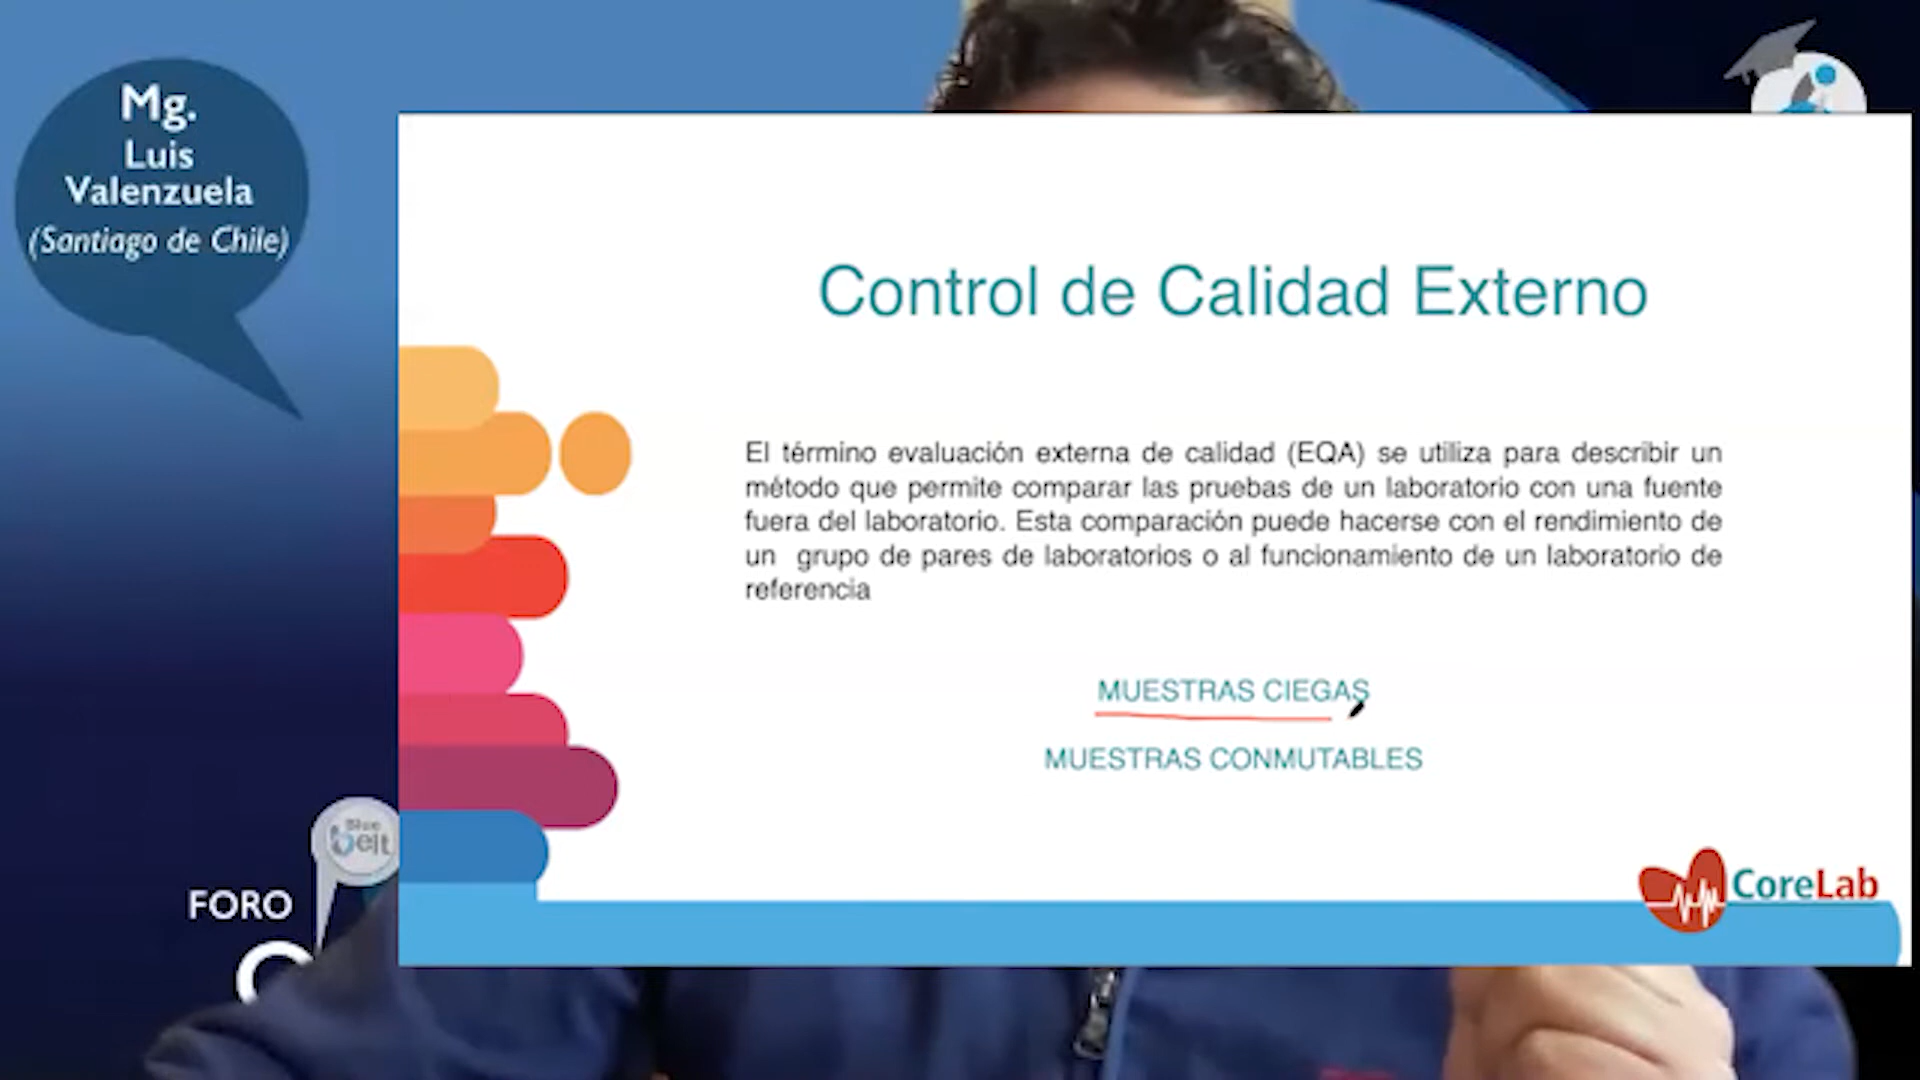 Mg.
Luis
Valenzuela
(Santiago de Chile)
Control de Calidad Externo
El término evaluación externa de calidad (EQA) se utiliza para describir un
método que permite comparar las pruebas de un laboratorio con una fuente
fuera del laboratorio. Esta comparación puede hacerse con el rendimiento de
un grupo de pares de laboratorios o al funcionamiento de un laboratorio de
referencia
MUESTRAS CIEGAS
MUESTRAS CONMUTABLES
Blue
belt
FORO
CoreLab